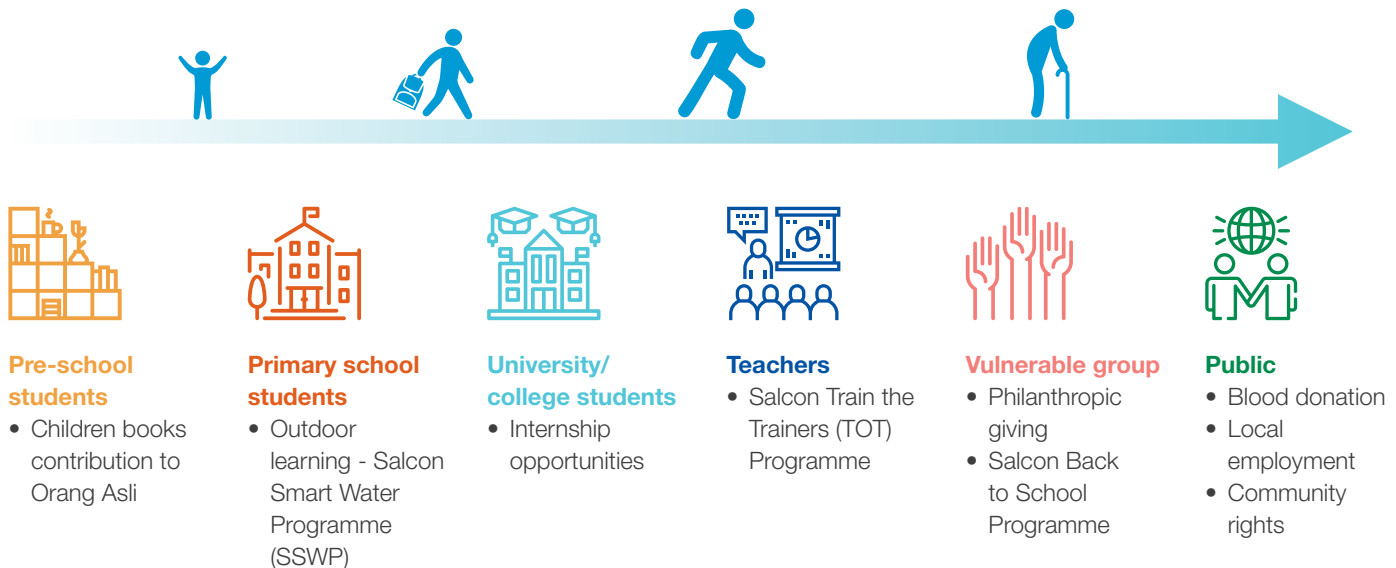 Pre-school
students
• Children books
contribution to
Orang Asli
Primary school
students
• Outdoor
learning - Salcon
Smart Water
Programme
(SSWP)
University/
college students
• Internship
opportunities
Teachers
• Salcon Train the
Trainers (TOT)
Programme
Vulnerable group
• Philanthropic
giving
• Salcon Back
to School
Programme
Public
• Blood donation
• Local
employment
• Community
rights